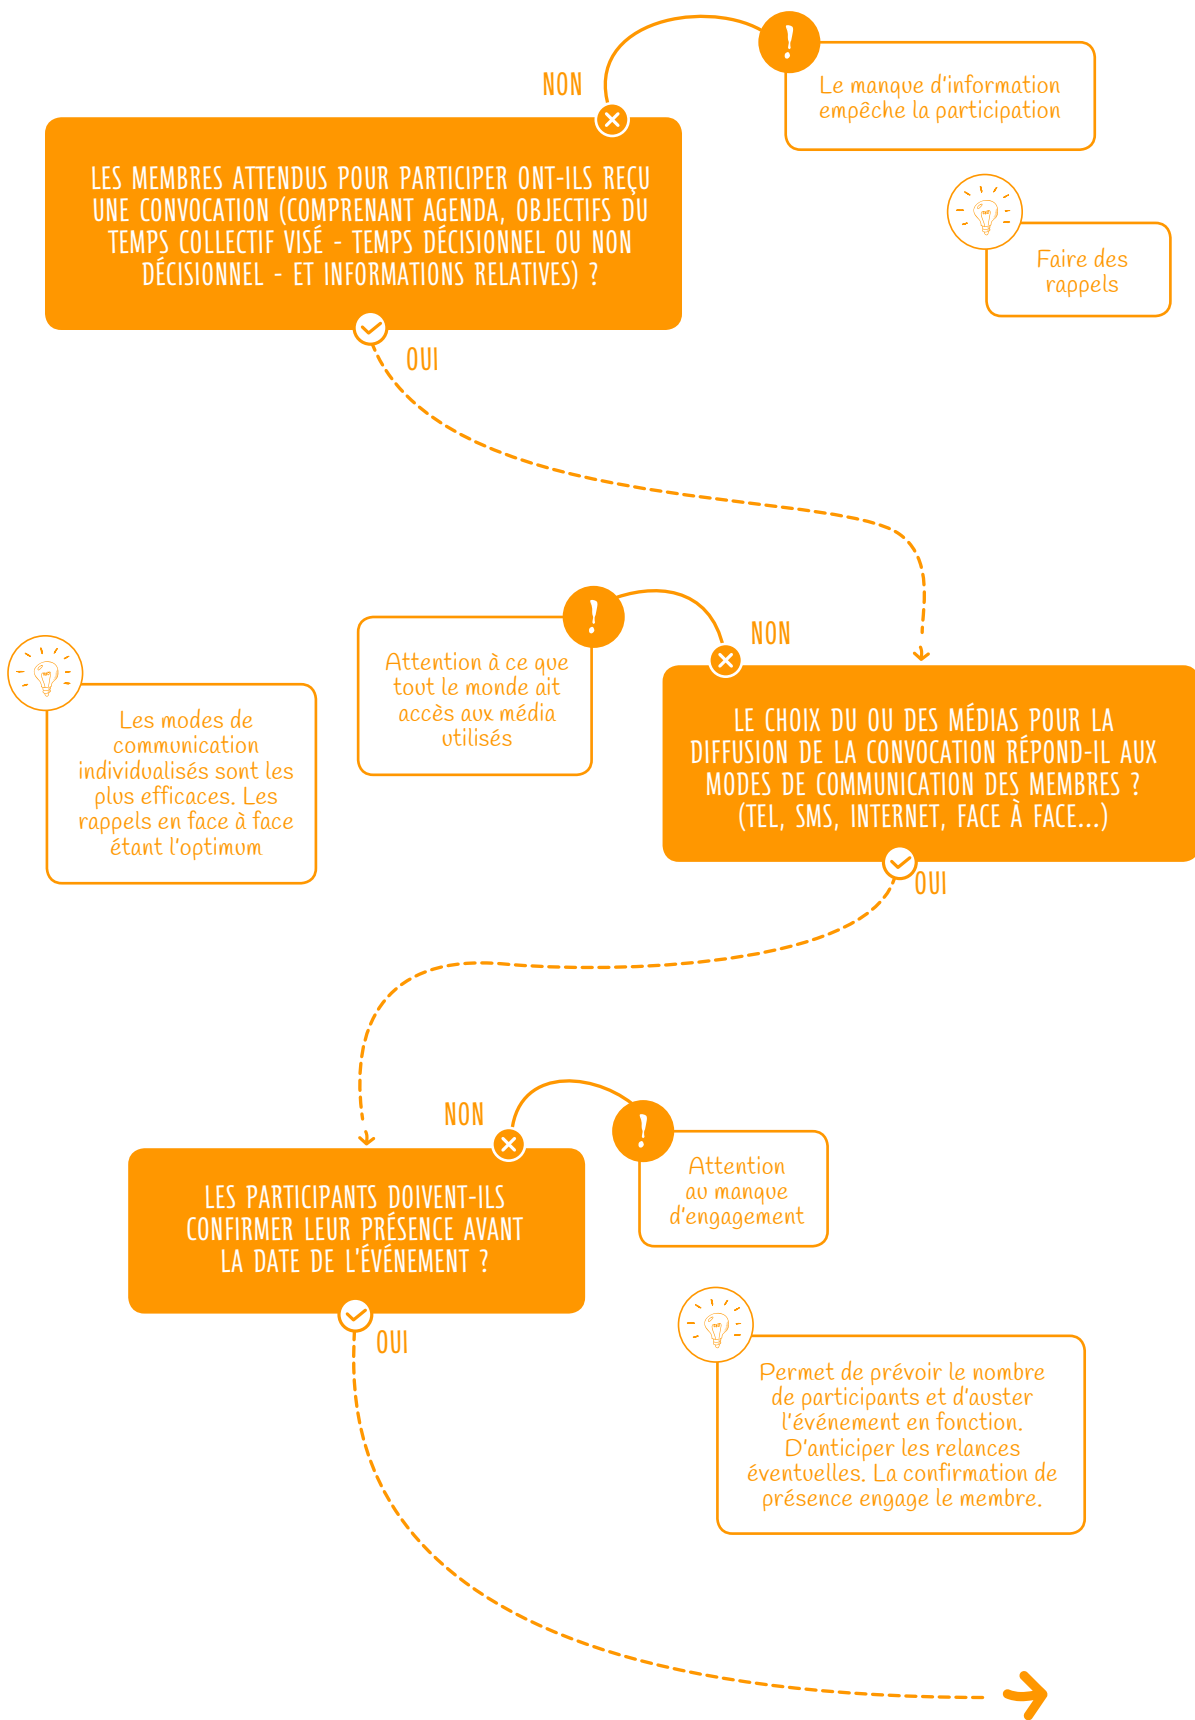 NON
!
Le manque d'information
empêche la participation
LES MEMBRES ATTENDUS POUR PARTICIPER ONT-ILS REÇU
UNE CONVOCATION (COMPRENANT AGENDA, OBJECTIFS DU
TEMPS COLLECTIF VISÉ - TEMPS DÉCISIONNEL OU NON
DÉCISIONNEL - ET INFORMATIONS RELATIVES) ?
Faire des
rappels
OUI
!
NON
Attention à ce que
tout le monde ait
accès aux média
utilisés
Les modes de
communication
individualisés sont les
plus efficaces. Les
rappels en face à face
étant l'optimum
LE CHOIX DU OU DES MÉDIAS POUR LA
DIFFUSION DE LA CONVOCATION RÉPOND-IL AUX
MODES DE COMMUNICATION DES MEMBRES ?
(TEL, SMS, INTERNET, FACE À FACE...)
OUI
NON
!
Attention
au manque
d'engagement
LES PARTICIPANTS DOIVENT-ILS
CONFIRMER LEUR PRÉSENCE AVANT
LA DATE DE L'ÉVÉNEMENT ?
OUI
Permet de prévoir le nombre
de participants et d'auster
l'événement en fonction.
D'anticiper les relances
éventuelles. La confirmation de
présence engage le membre.